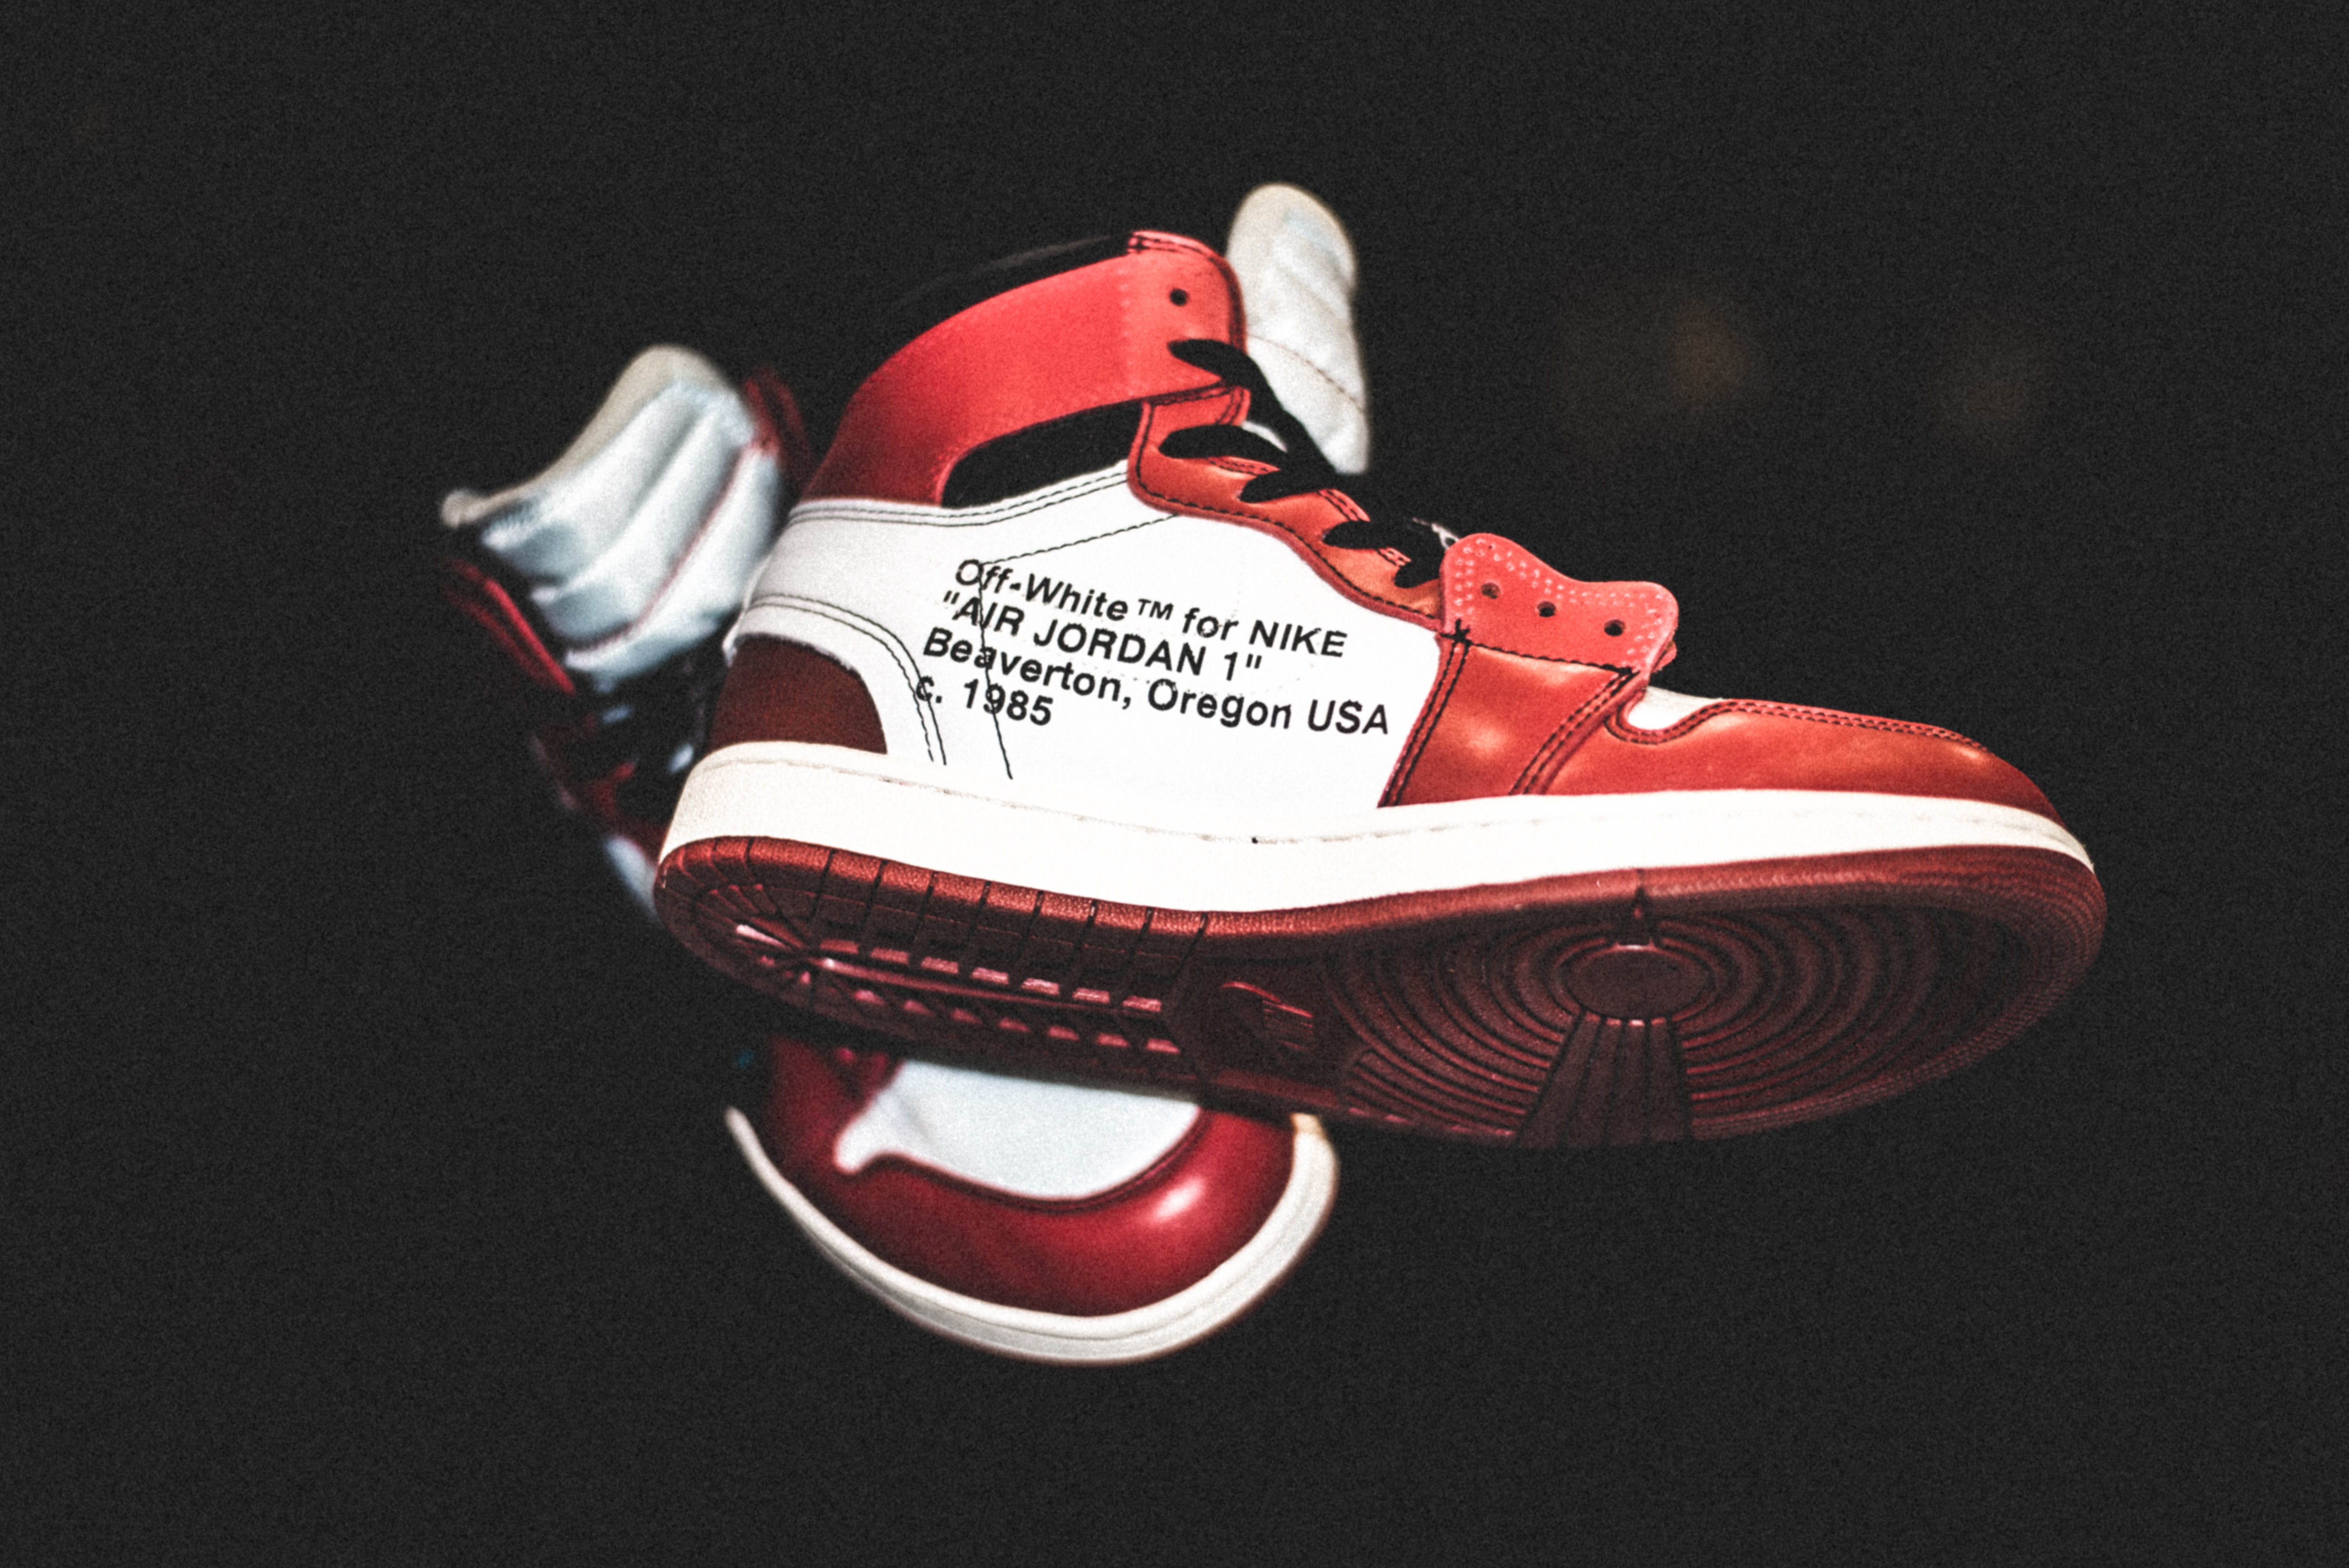 Off-White™ for NIKE
"AIR JORDAN 1"
Beaverton, Oregon USA
c. 1985